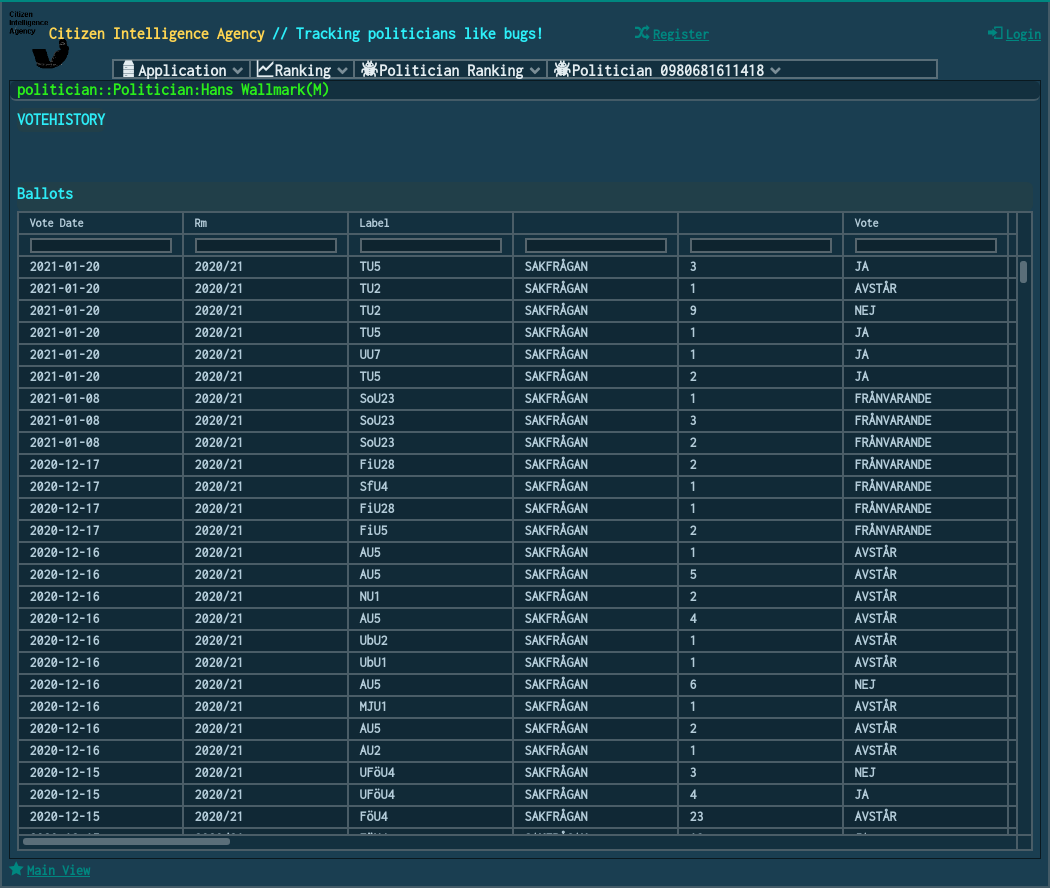 Citizen
Intelligence
Agency
Citizen Intelligence Agency // Tracking politicians like bugs!
Register
Login
Application Ranking Politician Ranking Politician 0980681611418
politician::Politician:Hans Wallmark(M)
VOTEHISTORY
Ballots
Vote Date Rm Label Vote
2021-01-20 2020/21 TU5 SAKFRÅGAN 3 JA
2021-01-20 2020/21 TU2 SAKFRÅGAN 1 AVSTÅR
2021-01-20 2020/21 TU2 SAKFRÅGAN 9 NEJ
2021-01-20 2020/21 TU5 SAKFRÅGAN 1 JA
2021-01-20 2020/21 UU7 SAKFRÅGAN 1 JA
2021-01-20 2020/21 TU5 SAKFRÅGAN 2 JA
2021-01-08 2020/21 SoU23 SAKFRÅGAN 1 FRÅNVARANDE
2021-01-08 2020/21 SoU23 SAKFRÅGAN 3 FRÅNVARANDE
2021-01-08 2020/21 SoU23 SAKFRÅGAN 2 FRÅNVARANDE
2020-12-17 2020/21 FiU28 SAKFRÅGAN 2 FRÅNVARANDE
2020-12-17 2020/21 SfU4 SAKFRÅGAN 1 FRÅNVARANDE
2020-12-17 2020/21 FiU28 SAKFRÅGAN 1 FRÅNVARANDE
2020-12-17 2020/21 FiU5 SAKFRÅGAN 2 FRÅNVARANDE
2020-12-16 2020/21 AU5 SAKFRÅGAN 1 AVSTÅR
2020-12-16 2020/21 AU5 SAKFRÅGAN 5 AVSTÅR
2020-12-16 2020/21 NU1 SAKFRÅGAN 2 AVSTÅR
2020-12-16 2020/21 AU5 SAKFRÅGAN 4 AVSTÅR
2020-12-16 2020/21 UbU2 SAKFRÅGAN 1 AVSTÅR
2020-12-16 2020/21 UbU1 SAKFRÅGAN 1 AVSTÅR
2020-12-16 2020/21 AU5 SAKFRÅGAN 6 NEJ
2020-12-16 2020/21 MJU1 SAKFRÅGAN 1 AVSTÅR
2020-12-16 2020/21 AU5 SAKFRÅGAN 2 AVSTÅR
2020-12-16 2020/21 AU2 SAKFRÅGAN 1 AVSTÅR
2020-12-15 2020/21 UFöU4 SAKFRÅGAN 3 NEJ
2020-12-15 2020/21 UFöU4 SAKFRÅGAN 4 JA
2020-12-15 2020/21 FöU4 SAKFRÅGAN 23 AVSTÅR
Main View